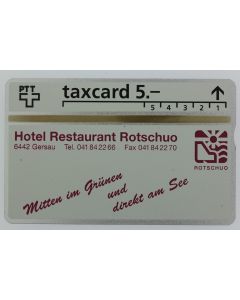 PTT taxcard 5.–
5 4 3 2 1
Hotel Restaurant Rotschuo
6442 Gersau Tel. 041 84 22 66 Fax 041 84 22 70
ROTSCHUO
Mitten im Grünen
und
direkt am See